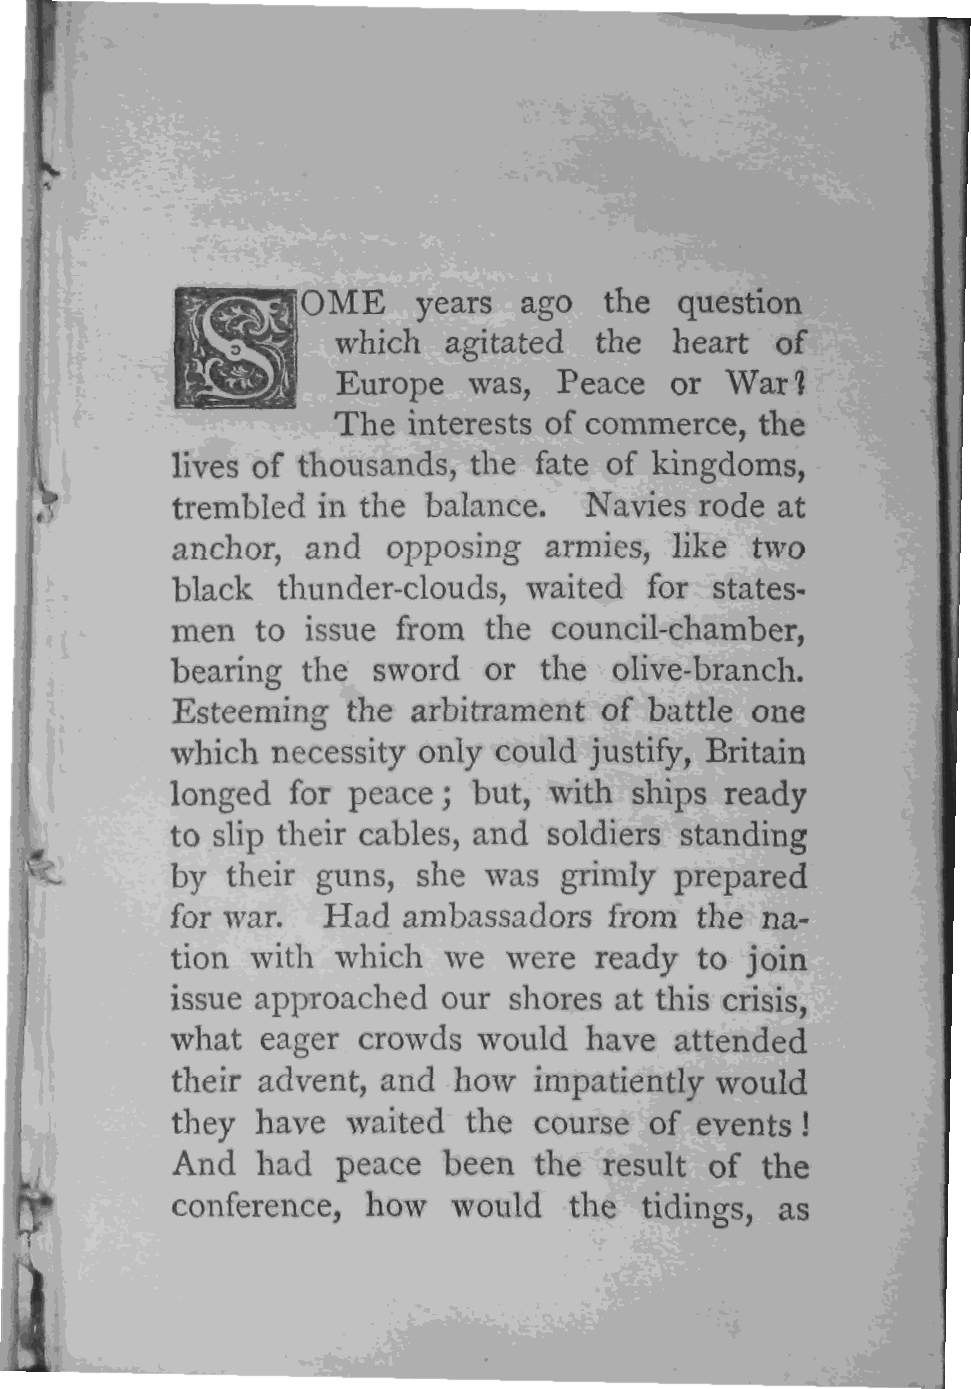 SOME years ago the question
which agitated the heart of
Europe was, Peace or War?
The interests of commerce, the
lives of thousands, the fate of kingdoms,
trembled in the balance. Navies rode at
anchor, and opposing armies, like two
black thunder-clouds, waited for states-
men to issue from the council-chamber,
bearing the sword or the olive-branch.
Esteeming the arbitrament of battle one
which necessity only could justify, Britain
longed for peace; but, with ships ready
to slip their cables, and soldiers standing
by their guns, she was grimly prepared
for war. Had ambassadors from the na-
tion with which we were ready to join
issue approached our shores at this crisis,
what eager crowds would have attended
their advent, and how impatiently would
they have waited the course of events!
And had peace been the result of the
conference, how would the tidings, as